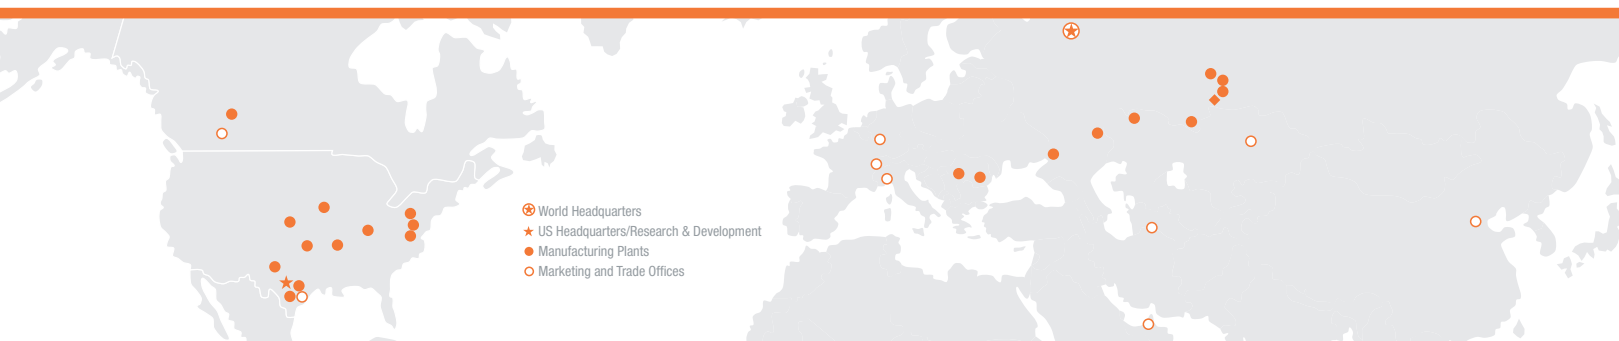 World Headquarters
US Headquarters/Research & Development
Manufacturing Plants
Marketing and Trade Offices